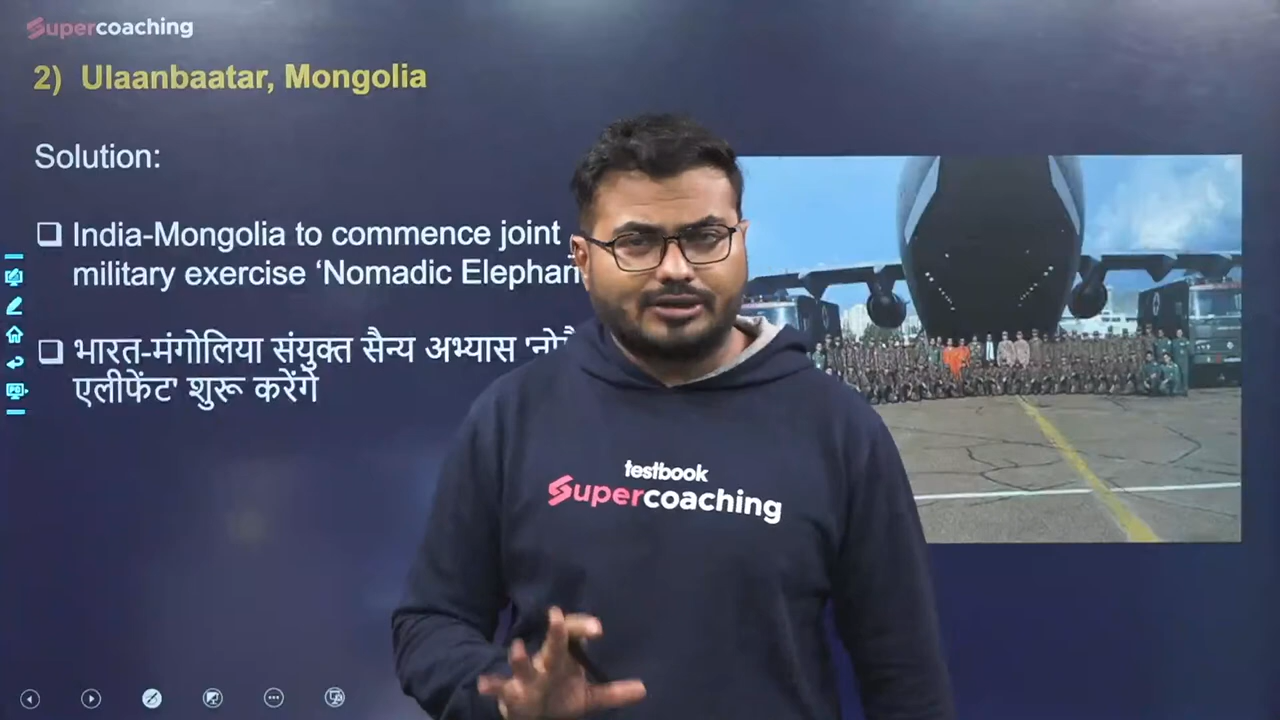 Supercoaching
2) Ulaanbaatar, Mongolia
Solution:
India-Mongolia to commence joint
military exercise ‘Nomadic
भारत-मंगोलिया संयुक्त सैन्य अभ्यास
एलीफेंट' शुरू करेंगे
testbook
Supercoaching